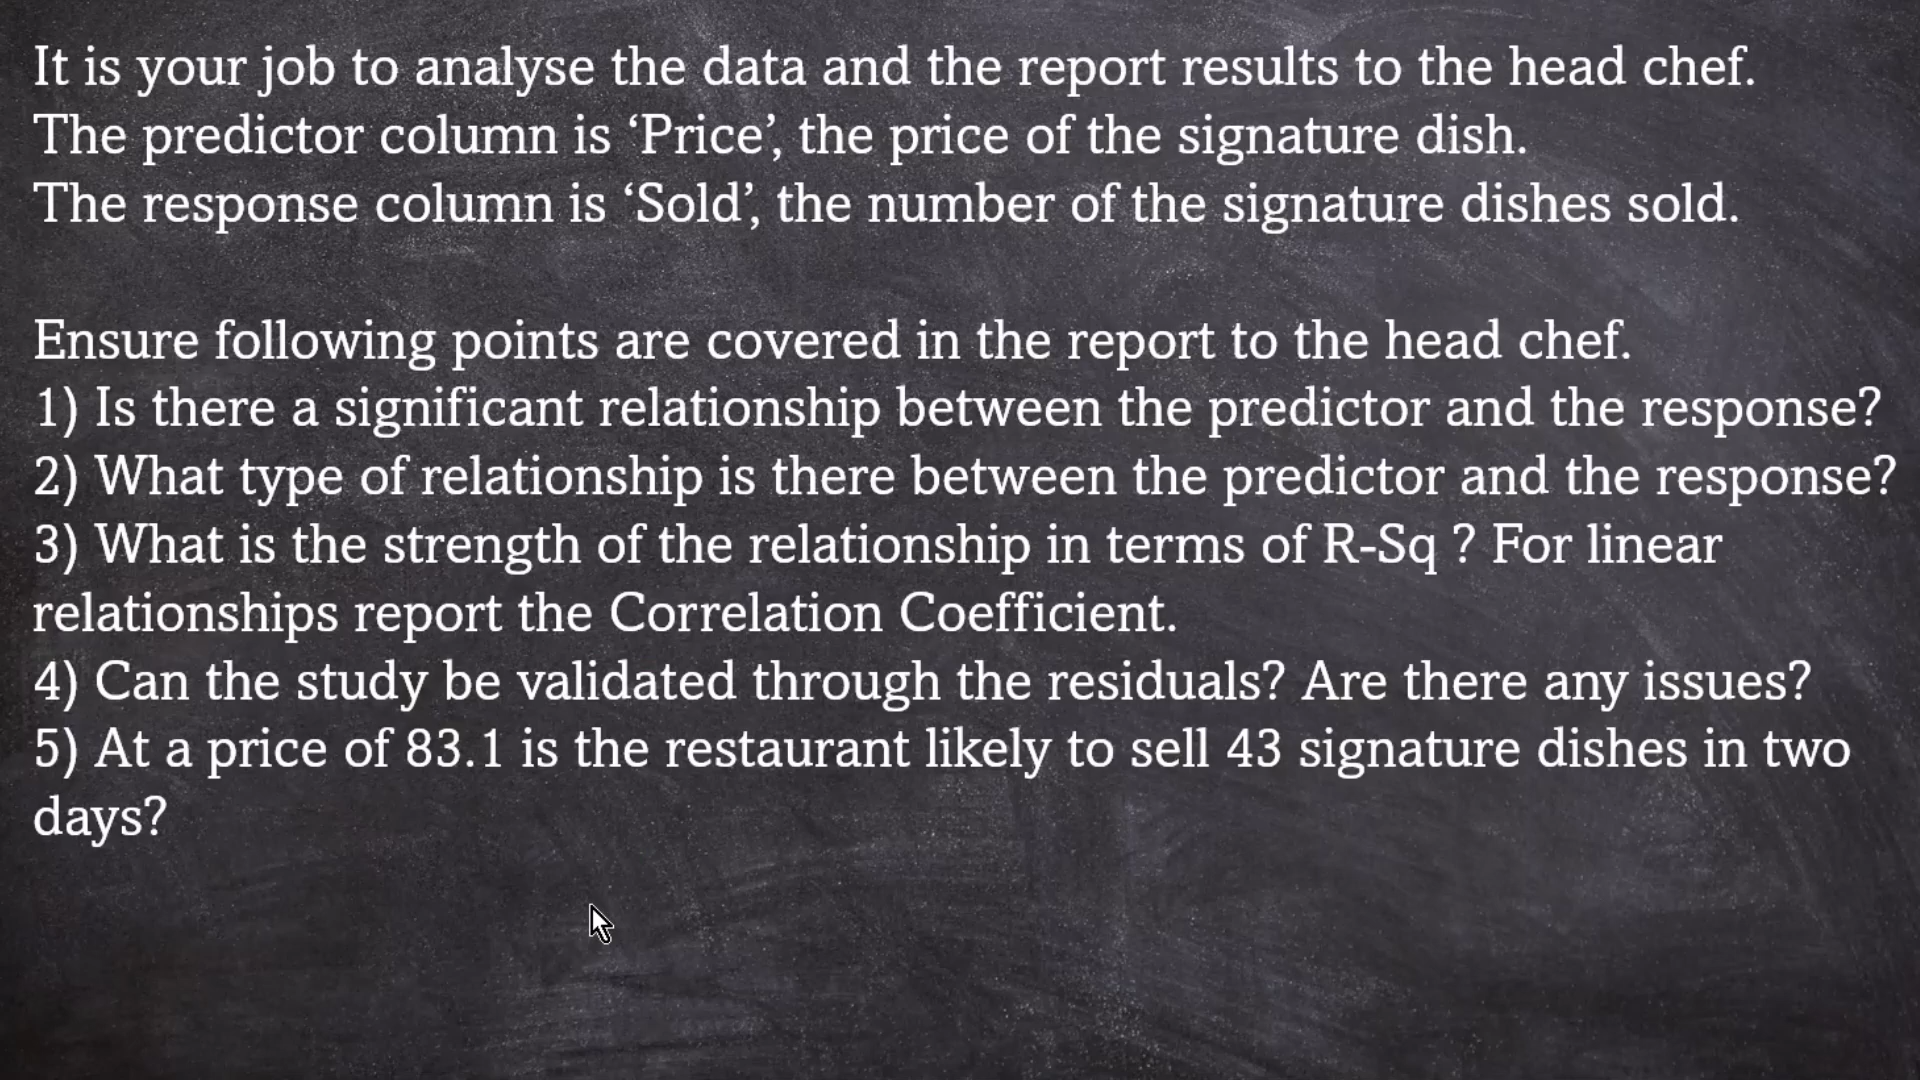 It is your job to analyse the data and the report results to the head chef.
The predictor column is ‘Price’, the price of the signature dish.
The response column is ‘Sold’, the number of the signature dishes sold.
Ensure following points are covered in the report to the head chef.
1) Is there a significant relationship between the predictor and the response?
2) What type of relationship is there between the predictor and the response?
3) What is the strength of the relationship in terms of R-Sq ? For linear
relationships report the Correlation Coefficient.
4) Can the study be validated through the residuals? Are there any issues?
5) At a price of 83.1 is the restaurant likely to sell 43 signature dishes in two
days?